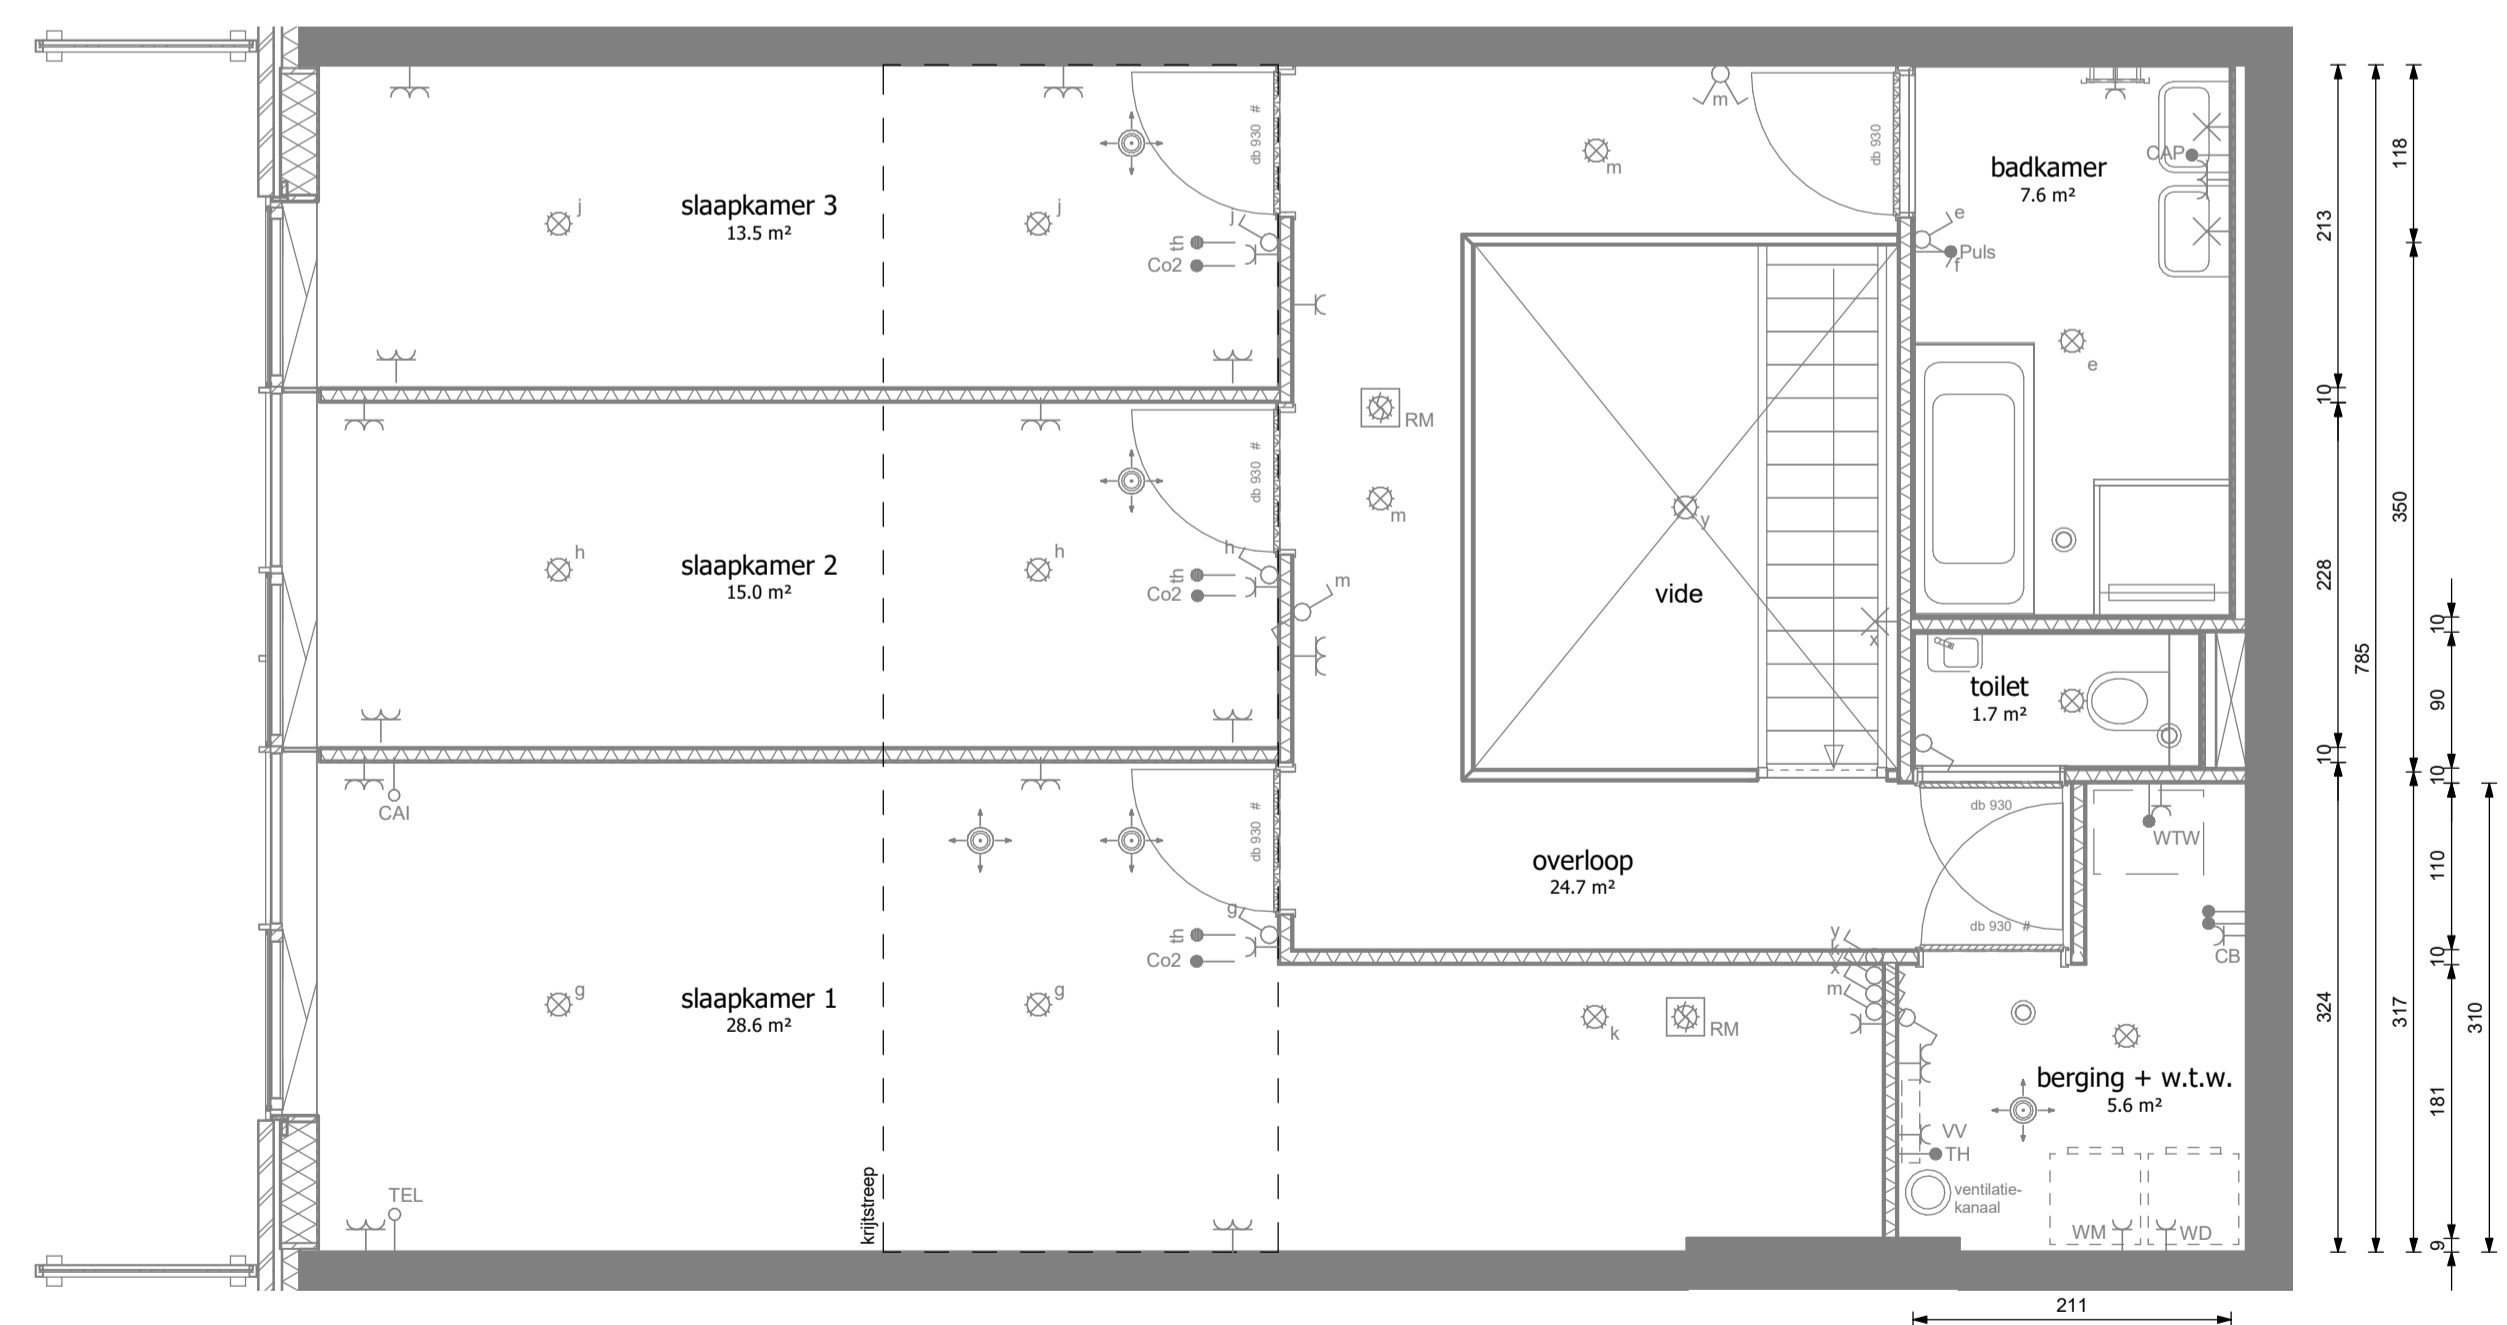 m
db 930 #
db 930
badkamer
7.6 m²
CAP
118
slaapkamer 3
13.5 m²
j
j
m
j
th
Co2
e
Puls
f
213
e
10
RM
db 930 #
m
y
350
h
slaapkamer 2
15.0 m²
h
h
th
Co2
m
vide
x
228
10
785
toilet
1.7 m²
90
10
10
CAI
db 930
db 930 #
WTW
overloop
24.7 m²
110
g
th
Co2
db 930 #
y
k
x
m
CB
10
g
slaapkamer 1
28.6 m²
g
k
RM
324
317
310
berging + w.t.w.
5.6 m²
181
VV
TH
TEL
krijtstreep
ventilatie-
kanaal
WM
WD
9
211